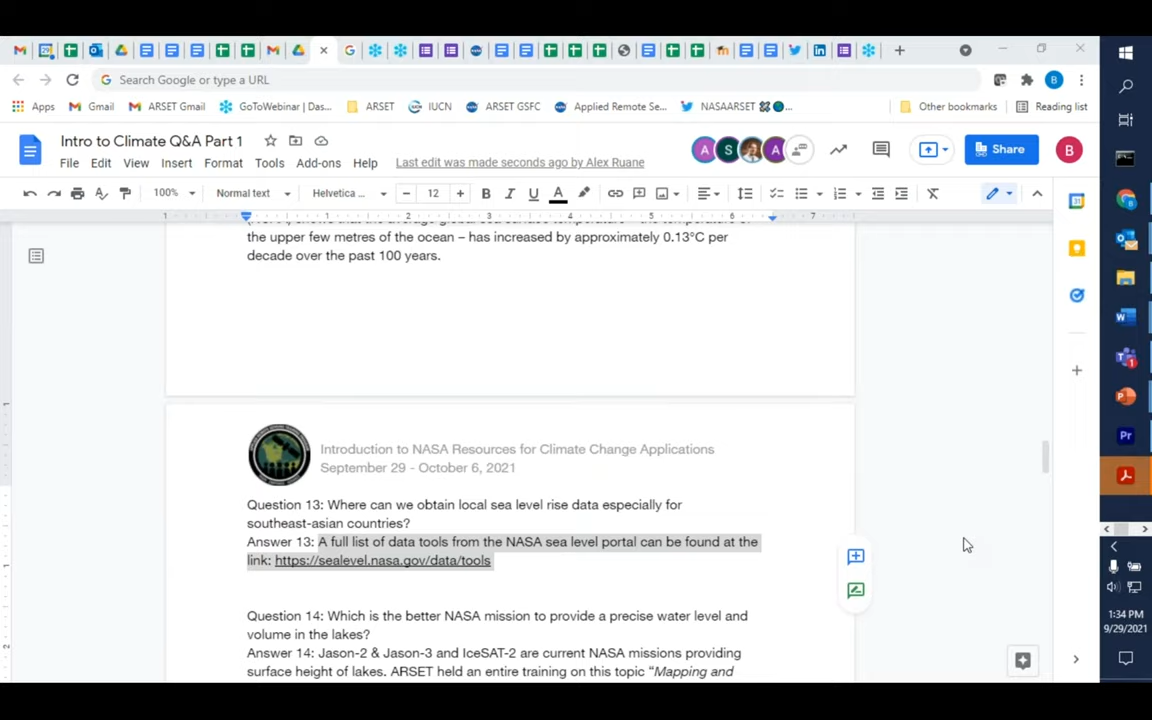 Search Google or type a URL
Apps Gmail ARSET Gmail GoToWebinar | Das... ARSET IUCN ARSET GSFC Applied Remote Se... NASAARSET Other bookmarks Reading list
Intro to Climate Q&A Part 1
File Edit View Insert Format Tools Add-ons Help Last edit was made seconds ago by Alex Ruane
Share
100% Normal text Helvetica ... 12
1 1 2 3 4 5 6 7
the upper few metres of the ocean – has increased by approximately 0.13°C per
decade over the past 100 years.
Introduction to NASA Resources for Climate Change Applications
September 29 - October 6, 2021
Question 13: Where can we obtain local sea level rise data especially for
southeast-asian countries?
Answer 13: A full list of data tools from the NASA sea level portal can be found at the
link: https://sealevel.nasa.gov/data/tools
Question 14: Which is the better NASA mission to provide a precise water level and
volume in the lakes?
Answer 14: Jason-2 & Jason-3 and IceSAT-2 are current NASA missions providing
surface height of lakes. ARSET held an entire training on this topic "Mapping and
1:34 PM
9/29/2021